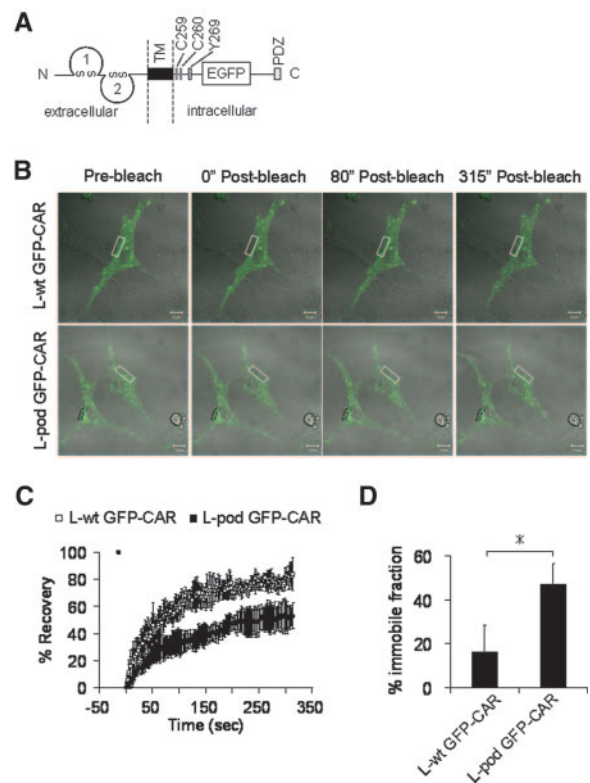 A
TM
C259
C260
Y269
PDZ
N
1
SS
SS
2
EGFP
C
extracellular
intracellular
B
Pre-bleach
0" Post-bleach
80" Post-bleach
315" Post-bleach
L-wt GFP-CAR
L-pod GFP-CAR
C
L-wt GFP-CAR
L-pod GFP-CAR
% Recovery
100
80
60
40
20
0
-50
50
150
250
350
Time (sec)
D
*
% immobile fraction
60
40
20
0
L-wt GFP-CAR
L-pod GFP-CAR